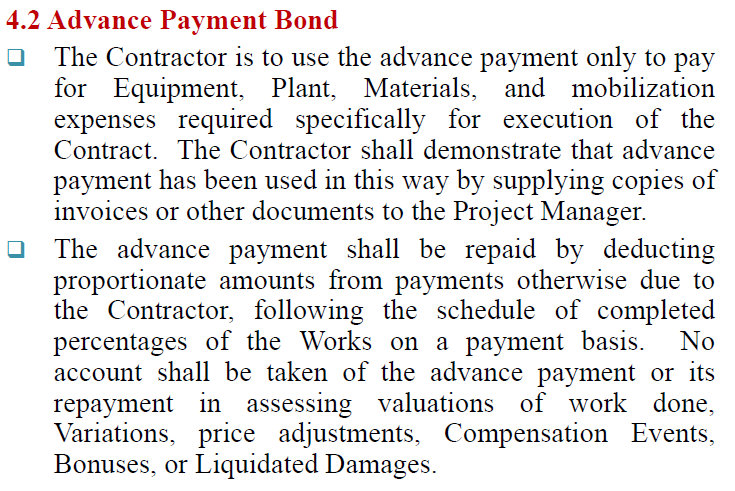 4.2 Advance Payment Bond
❑ The Contractor is to use the advance payment only to pay
for Equipment, Plant, Materials, and mobilization
expenses required specifically for execution of the
Contract. The Contractor shall demonstrate that advance
payment has been used in this way by supplying copies of
invoices or other documents to the Project Manager.
❑ The advance payment shall be repaid by deducting
proportionate amounts from payments otherwise due to
the Contractor, following the schedule of completed
percentages of the Works on a payment basis. No
account shall be taken of the advance payment or its
repayment in assessing valuations of work done,
Variations, price adjustments, Compensation Events,
Bonuses, or Liquidated Damages.